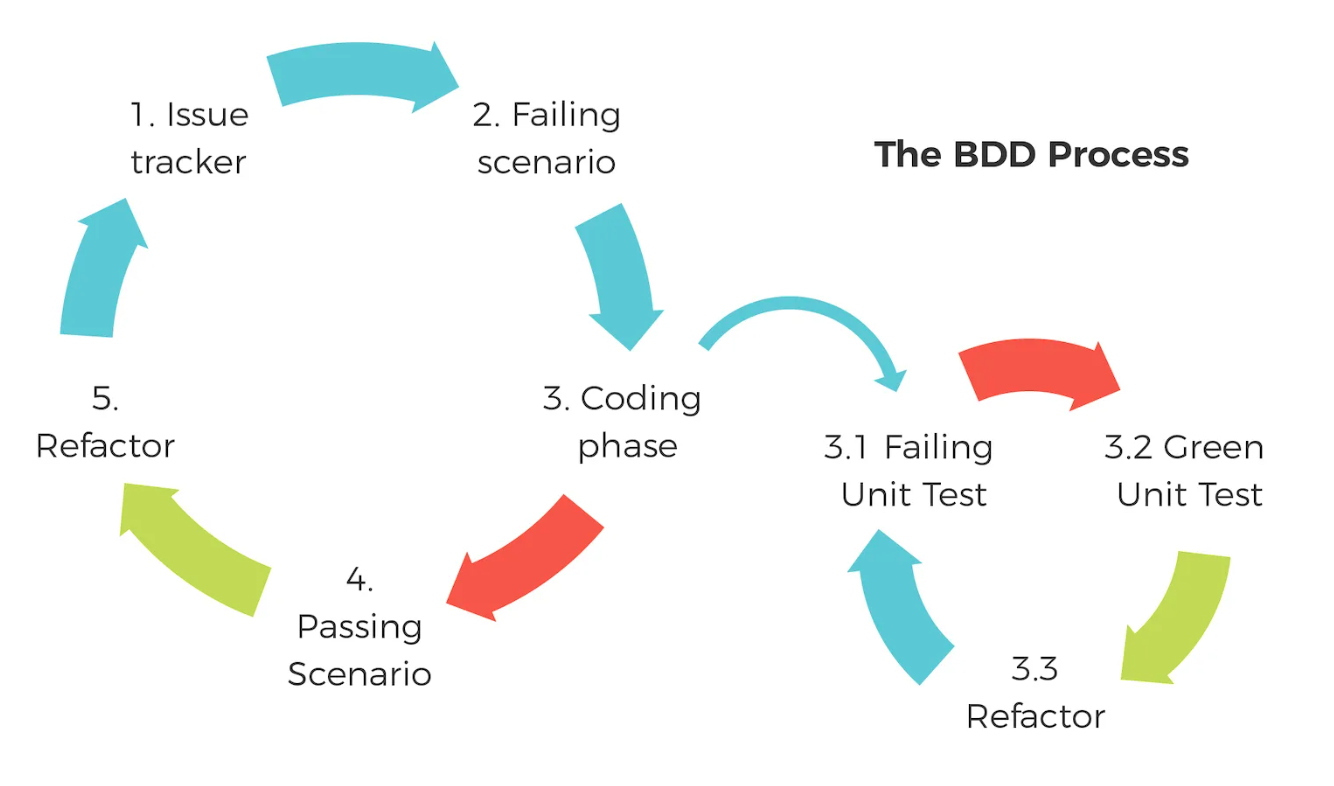 1. Issue
tracker
2. Failing
scenario
The BDD Process
3. Coding
phase
3.1 Failing
Unit Test
3.2 Green
Unit Test
3.3
Refactor
4.
Passing
Scenario
5.
Refactor